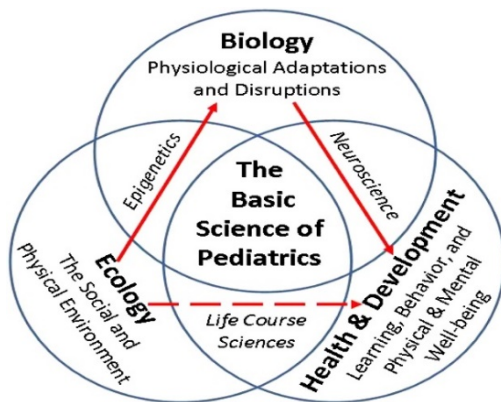 Biology
Physiological Adaptations
and Disruptions
Epigenetics
Neuroscience
The
Basic
Science of
Pediatrics
Ecology
The Social and
Physical Environment
Life Course
Sciences
Health & Development
Learning, Behavior, and
Physical & Mental
Well-being